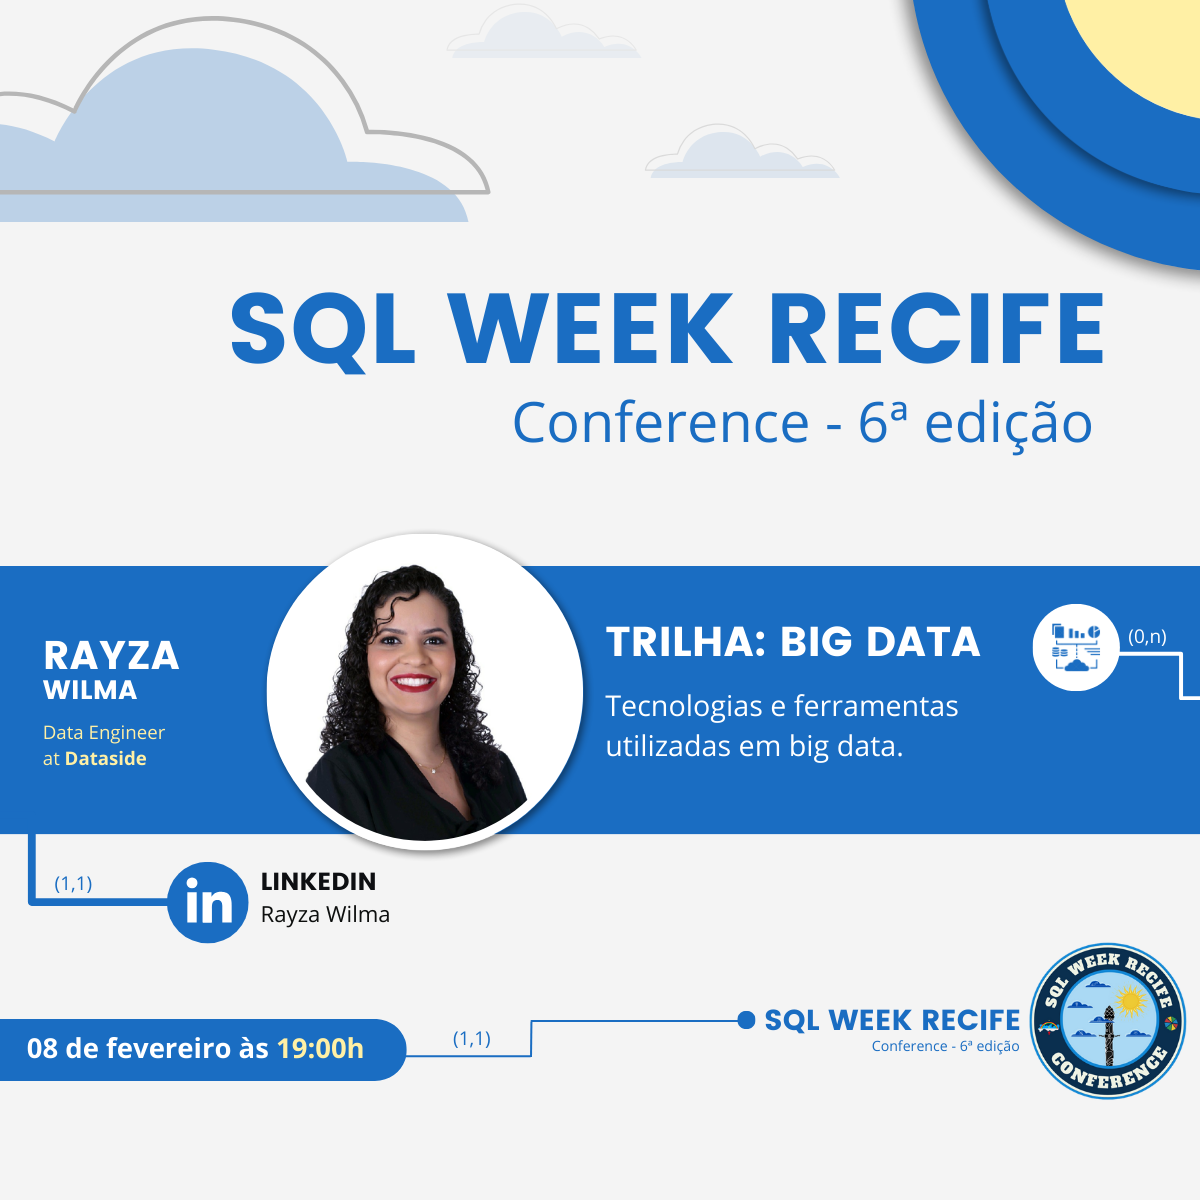 SQL WEEK RECIFE
Conference - 6ª edição
RAYZA
WILMA
Data Engineer
at Dataside
TRILHA: BIG DATA
Tecnologias e ferramentas
utilizadas em big data.
(0,n)
(1,1)
LINKEDIN
Rayza Wilma
in
08 de fevereiro às 19:00h
(1,1)
SQL WEEK RECIFE
Conference - 6ª edição
SQL WEEK RECIFE
CONFERENCE